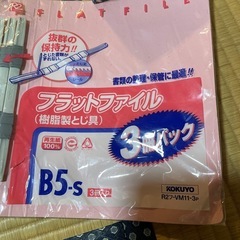 FLATFILE
抜群の
保持力!!
書類の整理・保管に最適!!
フラットファイル
(樹脂製とじ具)
3冊パック
再生紙
100%
B5-S
KOKUYO